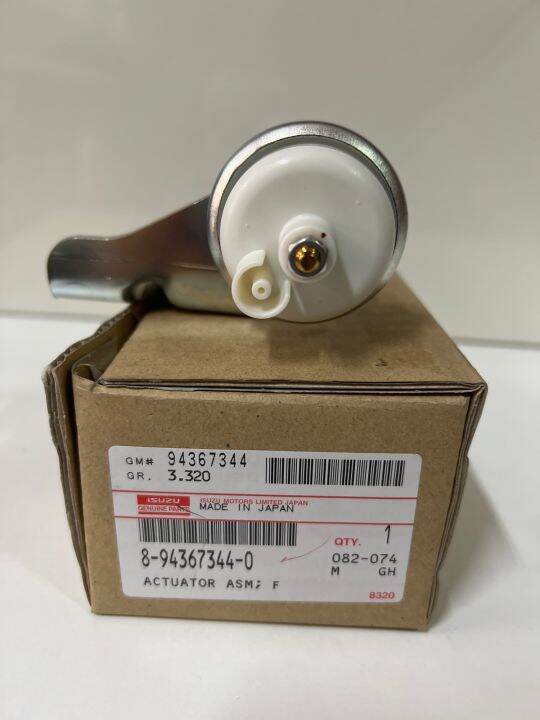 GM# 94367344
GR. 3.320
ISUZU ISUZU MOTORS LIMITED JAPAN
GENUINE PARTS MADE IN JAPAN
QTY. 1
8-94367344-0 082-074
ACTUATOR ASM; F M GH
8320